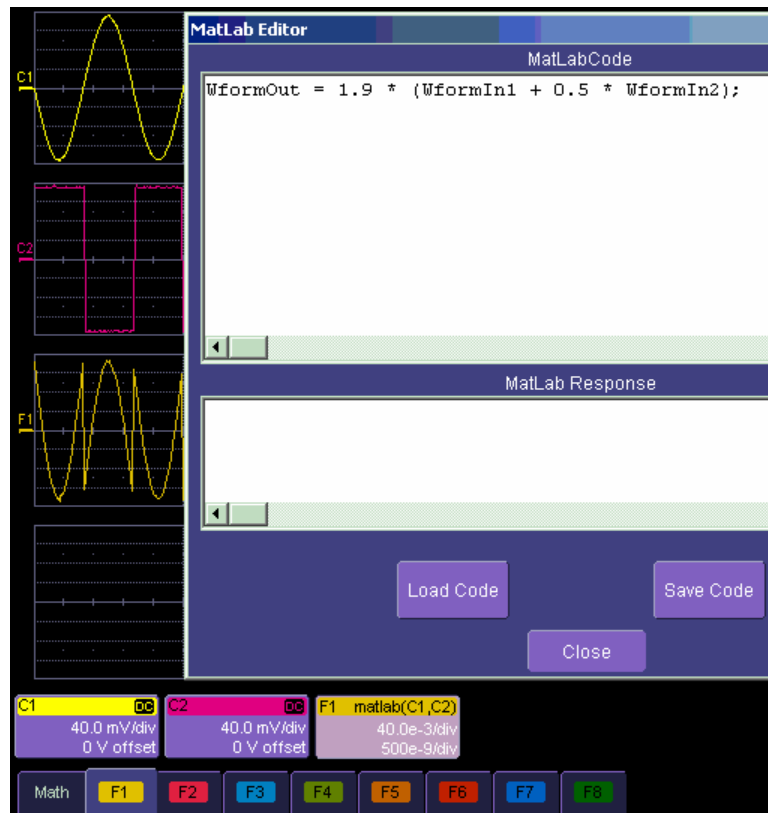 MatLab Editor
MatLabCode
C1
WformOut = 1.9 * (WformIn1 + 0.5 * WformIn2);
C2
MatLab Response
F1
Load Code
Save Code
Close
C1 DC
40.0 mV/div
0 V offset
C2 DC
40.0 mV/div
0 V offset
F1 matlab(C1,C2)
40.0e-3/div
500e-9/div
Math F1 F2 F3 F4 F5 F6 F7 F8